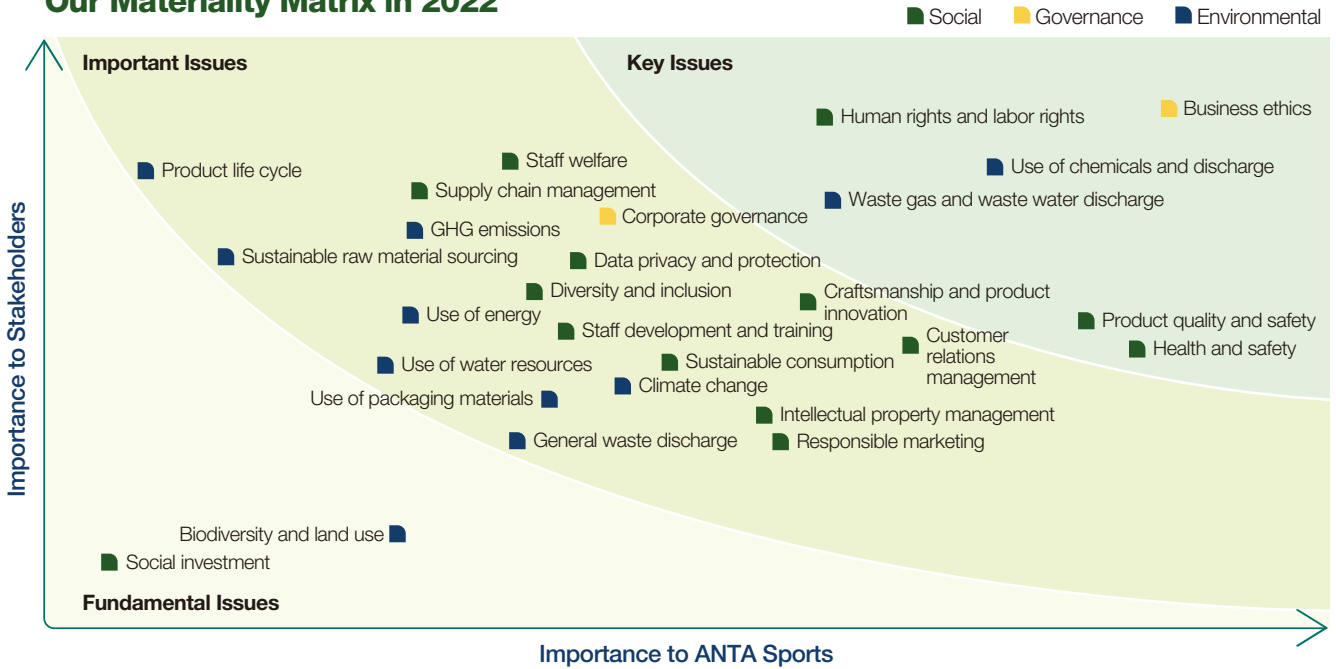 Our Materiality Matrix in 2022
Social
Governance
Environmental
Important Issues
Key Issues
Human rights and labor rights
Business ethics
Product life cycle
Staff welfare
Use of chemicals and discharge
Supply chain management
Waste gas and waste water discharge
Corporate governance
GHG emissions
Sustainable raw material sourcing
Data privacy and protection
Diversity and inclusion
Craftsmanship and product
innovation
Use of energy
Staff development and training
Product quality and safety
Customer
relations
management
Health and safety
Use of water resources
Sustainable consumption
Climate change
Use of packaging materials
Intellectual property management
General waste discharge
Responsible marketing
Biodiversity and land use
Social investment
Fundamental Issues
Importance to Stakeholders
Importance to ANTA Sports